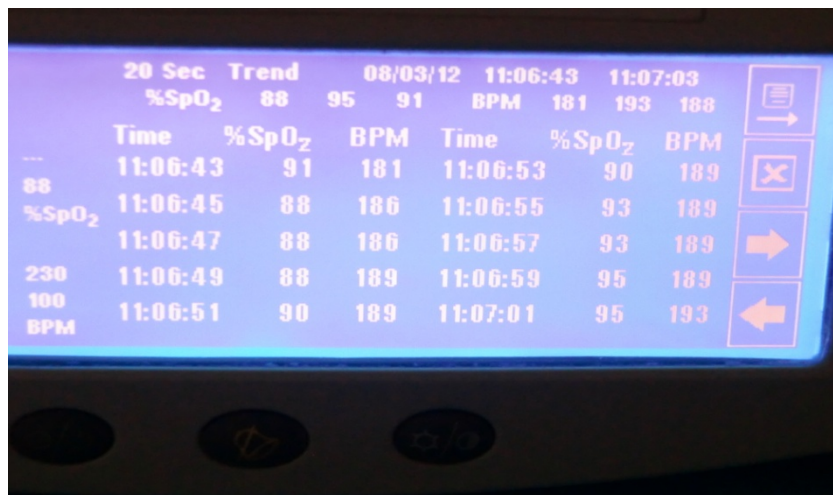 20 Sec Trend 08/03/12 11:06:43 11:07:03
%SpO₂ 88 95 91 BPM 181 193 188
Time %SpO₂ BPM Time %SpO₂ BPM
---
11:06:43 91 181 11:06:53 90 189
88
%SpO₂
11:06:45 88 186 11:06:55 93 189
11:06:47 88 186 11:06:57 93 189
230
11:06:49 88 189 11:06:59 95 189
100
BPM
11:06:51 90 189 11:07:01 95 193